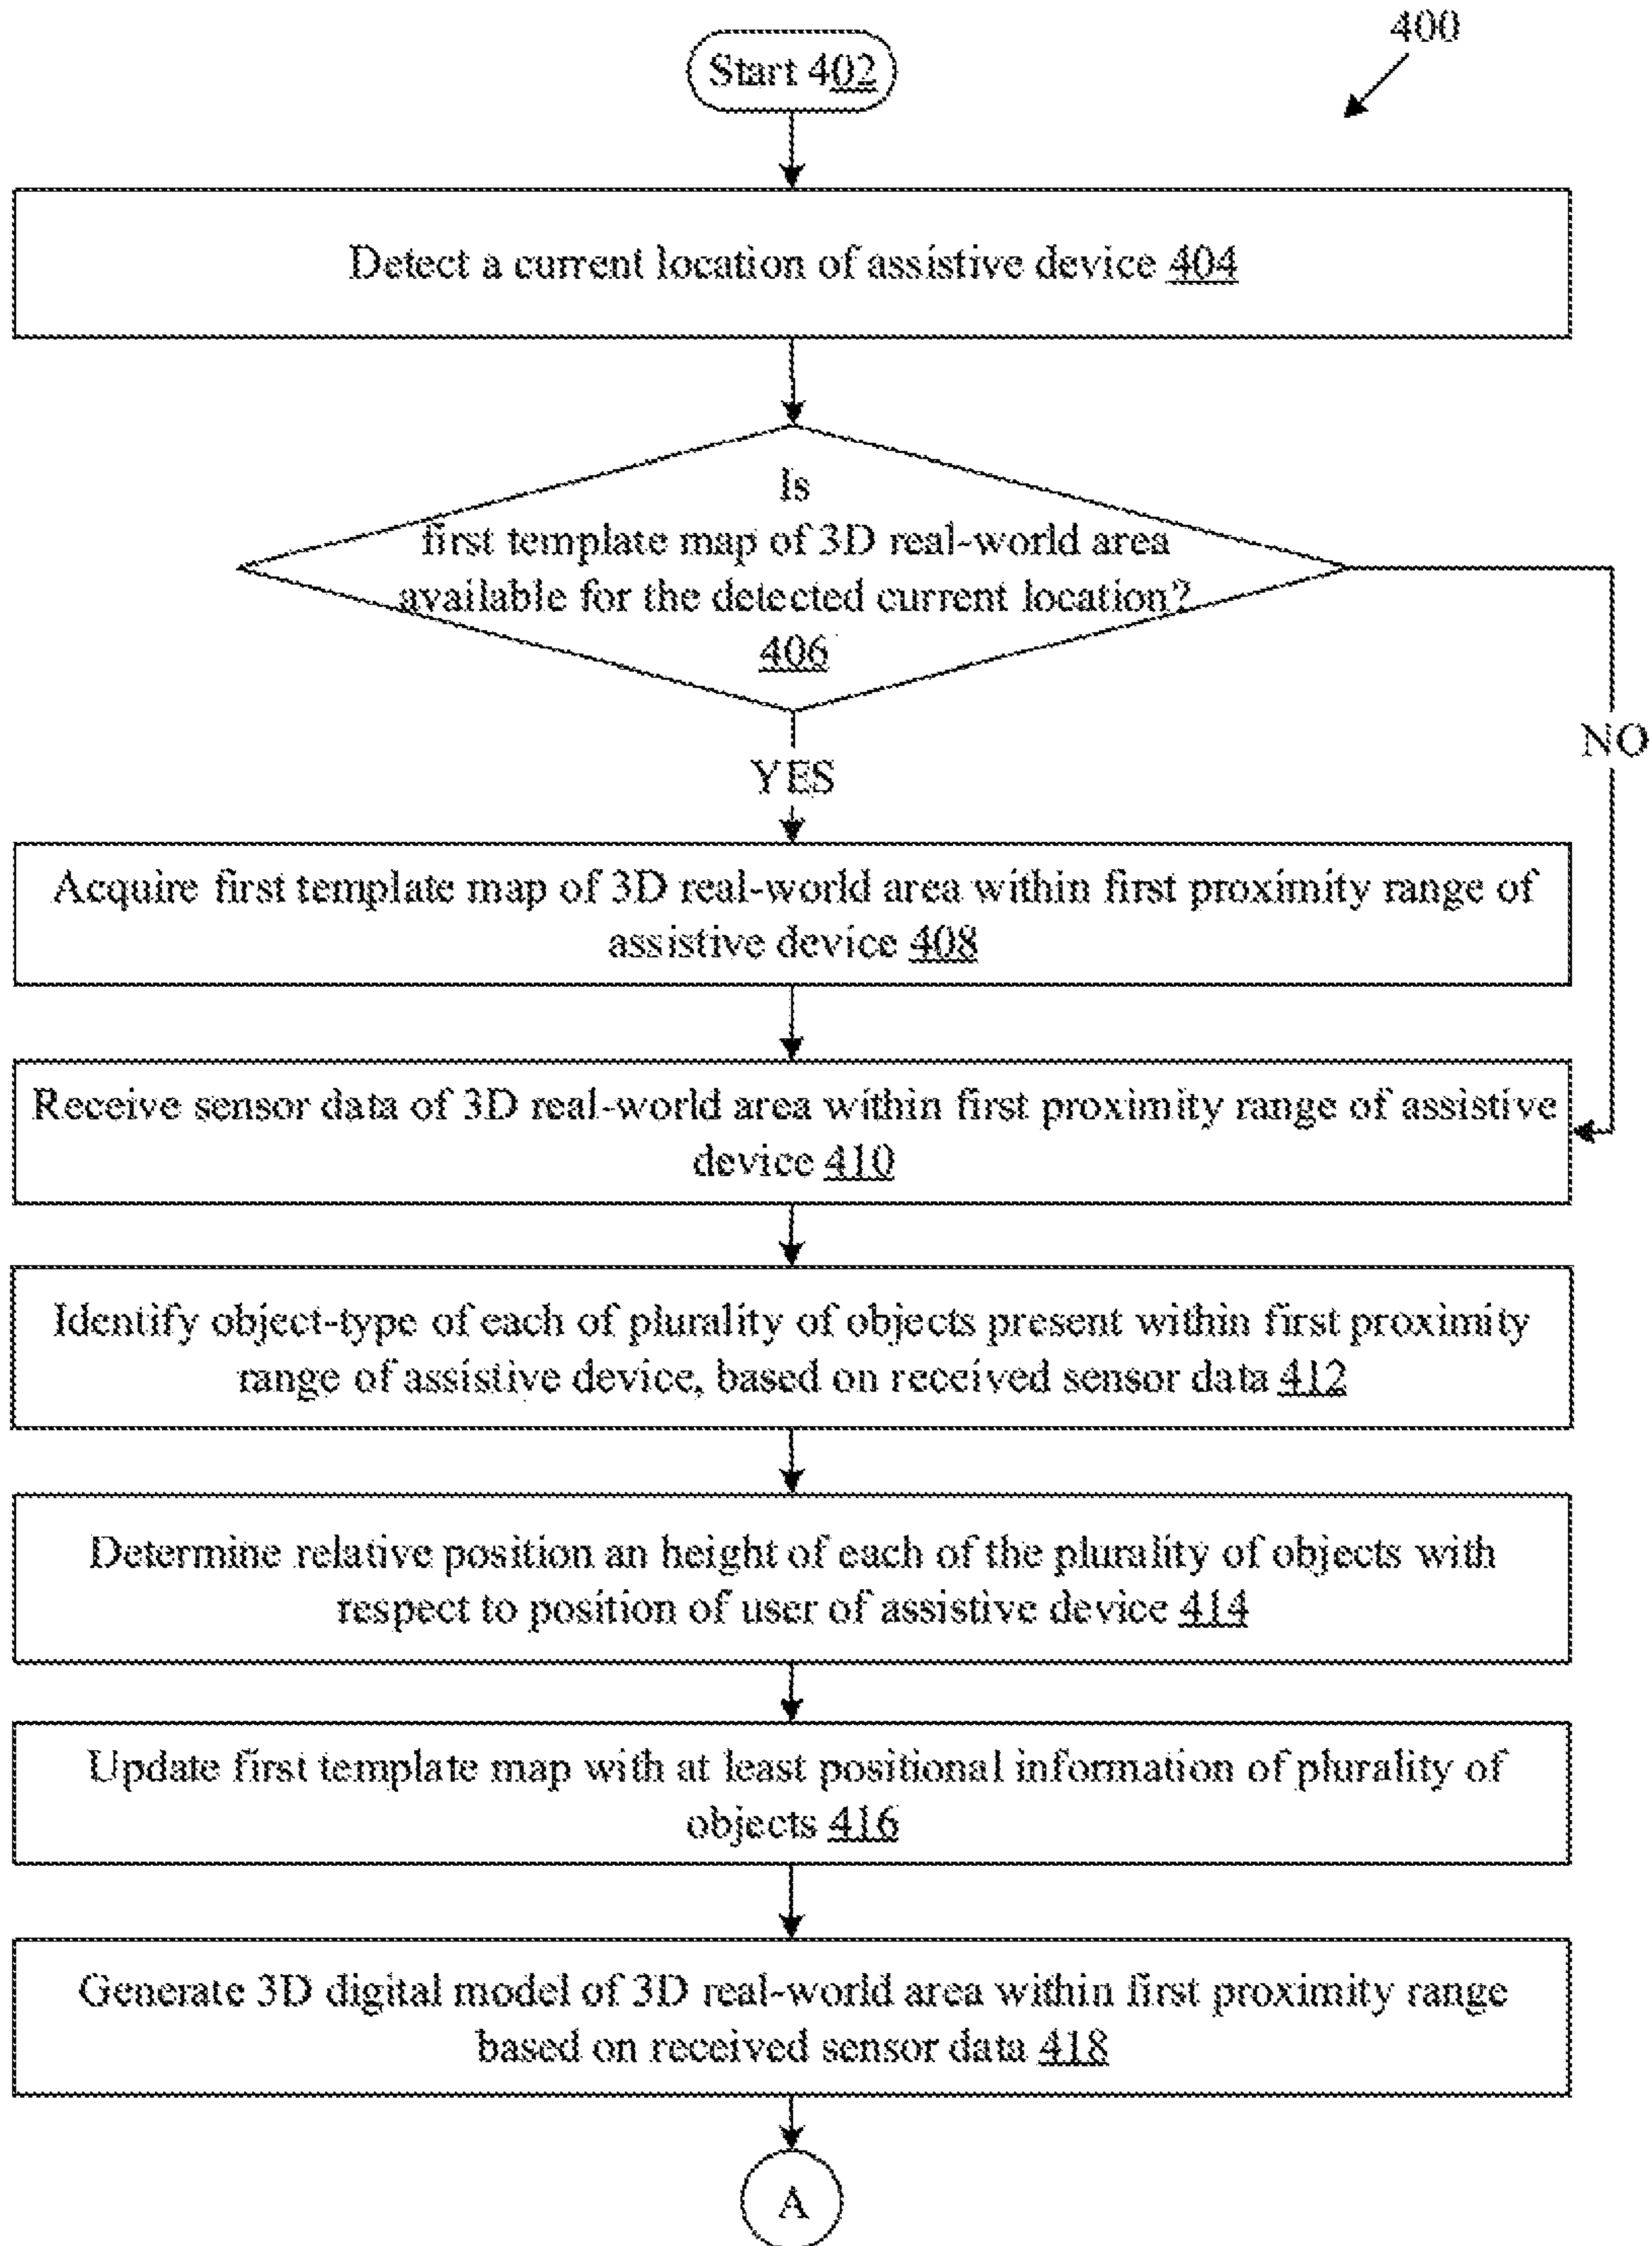 400
Start 402
Detect a current location of assistive device 404
Is
first template map of 3D real-world area
available for the detected current location?
406
NO
YES
Acquire first template map of 3D real-world area within first proximity range of
assistive device 408
Receive sensor data of 3D real-world area within first proximity range of assistive
device 410
Identify object-type of each of plurality of objects present within first proximity
range of assistive device, based on received sensor data 412
Determine relative position an height of each of the plurality of objects with
respect to position of user of assistive device 414
Update first template map with at least positional information of plurality of
objects 416
Generate 3D digital model of 3D real-world area within first proximity range
based on received sensor data 418
A